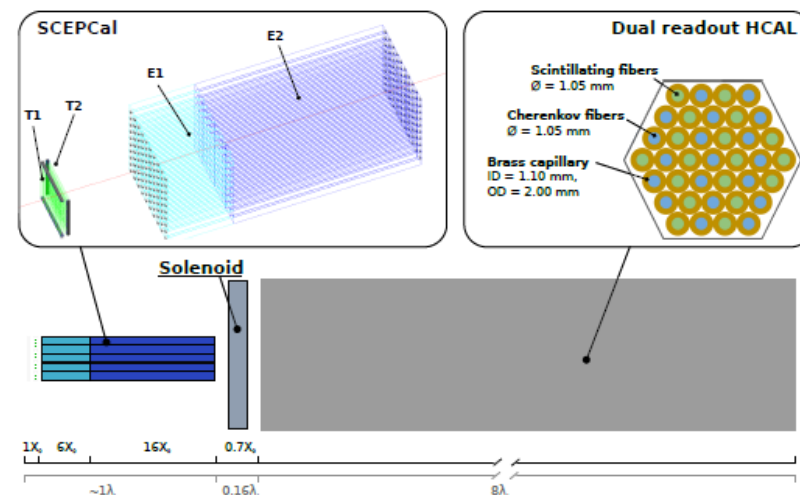 SCEPCal
E2
E1
T2
T1
Dual readout HCAL
Scintillating fibers
Ø = 1.05 mm
Cherenkov fibers
Ø = 1.05 mm
Brass capillary
ID = 1.10 mm,
OD = 2.00 mm
Solenoid
1X₀ 6X₀ 16X₀ 0.7X₀
~1λ 0.16λ 8λ